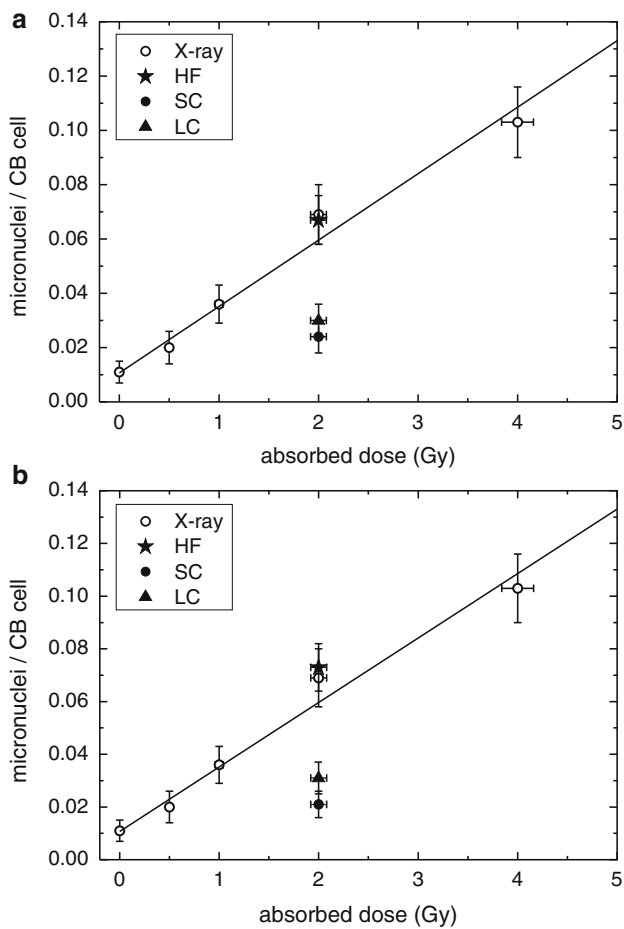 a
0.14
0.12
0.10
0.08
0.06
0.04
0.02
0.00
micronuclei / CB cell
X-ray
HF
SC
LC
0 1 2 3 4 5
absorbed dose (Gy)
b
0.14
0.12
0.10
0.08
0.06
0.04
0.02
0.00
micronuclei / CB cell
X-ray
HF
SC
LC
0 1 2 3 4 5
absorbed dose (Gy)